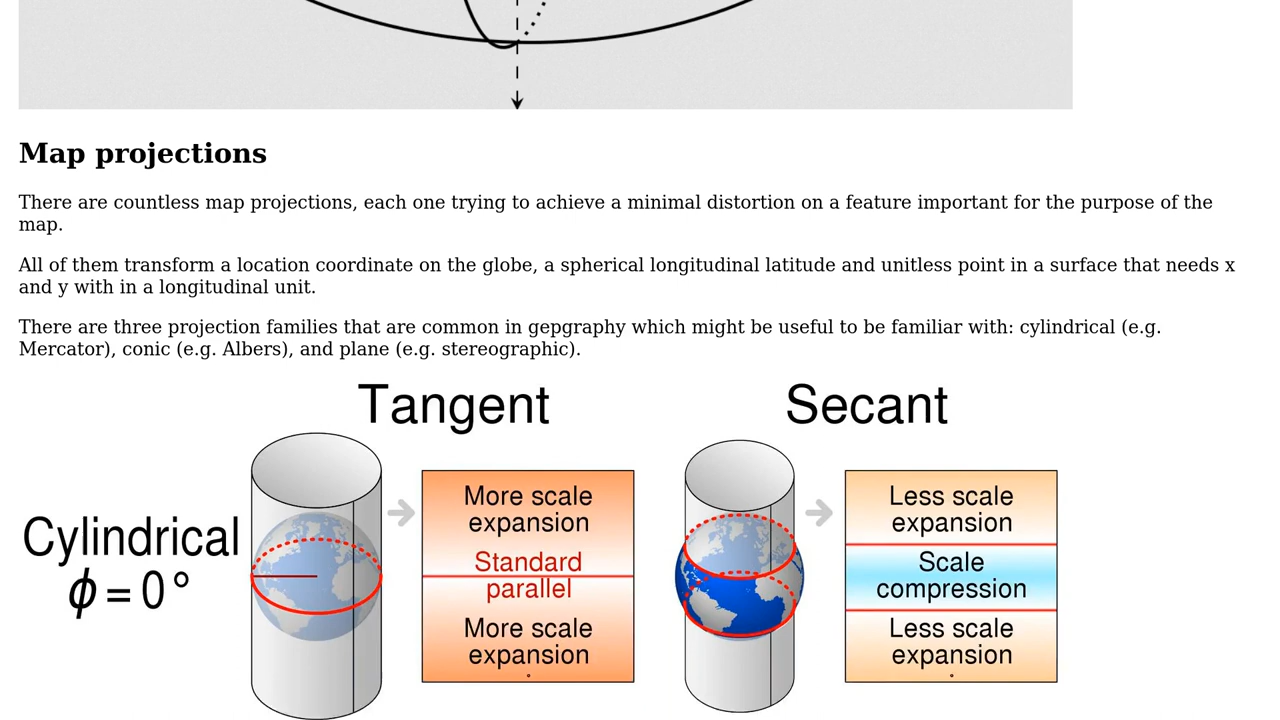 Map projections
There are countless map projections, each one trying to achieve a minimal distortion on a feature important for the purpose of the
map.
All of them transform a location coordinate on the globe, a spherical longitudinal latitude and unitless point in a surface that needs x
and y with in a longitudinal unit.
There are three projection families that are common in gepgraphy which might be useful to be familiar with: cylindrical (e.g.
Mercator), conic (e.g. Albers), and plane (e.g. stereographic).
Tangent
Secant
Cylindrical
ϕ = 0°
More scale
expansion
Standard
parallel
More scale
expansion
Less scale
expansion
Scale
compression
Less scale
expansion